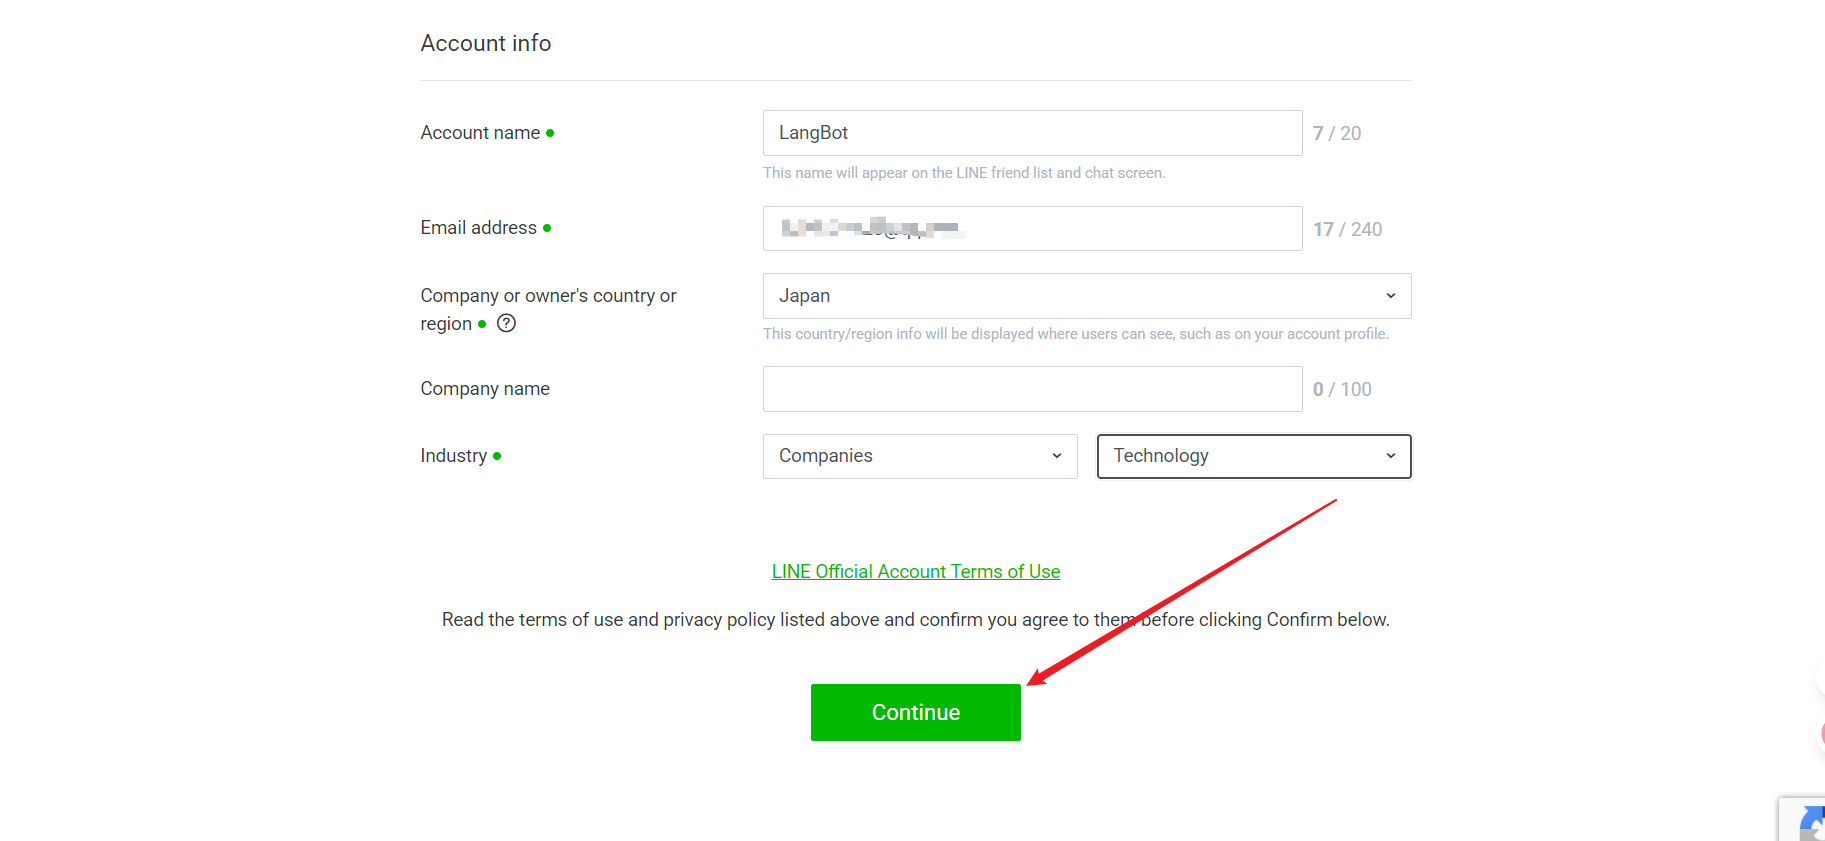 Account info
Account name
LangBot
7 / 20
This name will appear on the LINE friend list and chat screen.
Email address
17 / 240
Company or owner's country or
region
?
Japan
This country/region info will be displayed where users can see, such as on your account profile.
Company name
0 / 100
Industry
Companies
Technology
LINE Official Account Terms of Use
Read the terms of use and privacy policy listed above and confirm you agree to them before clicking Confirm below.
Continue